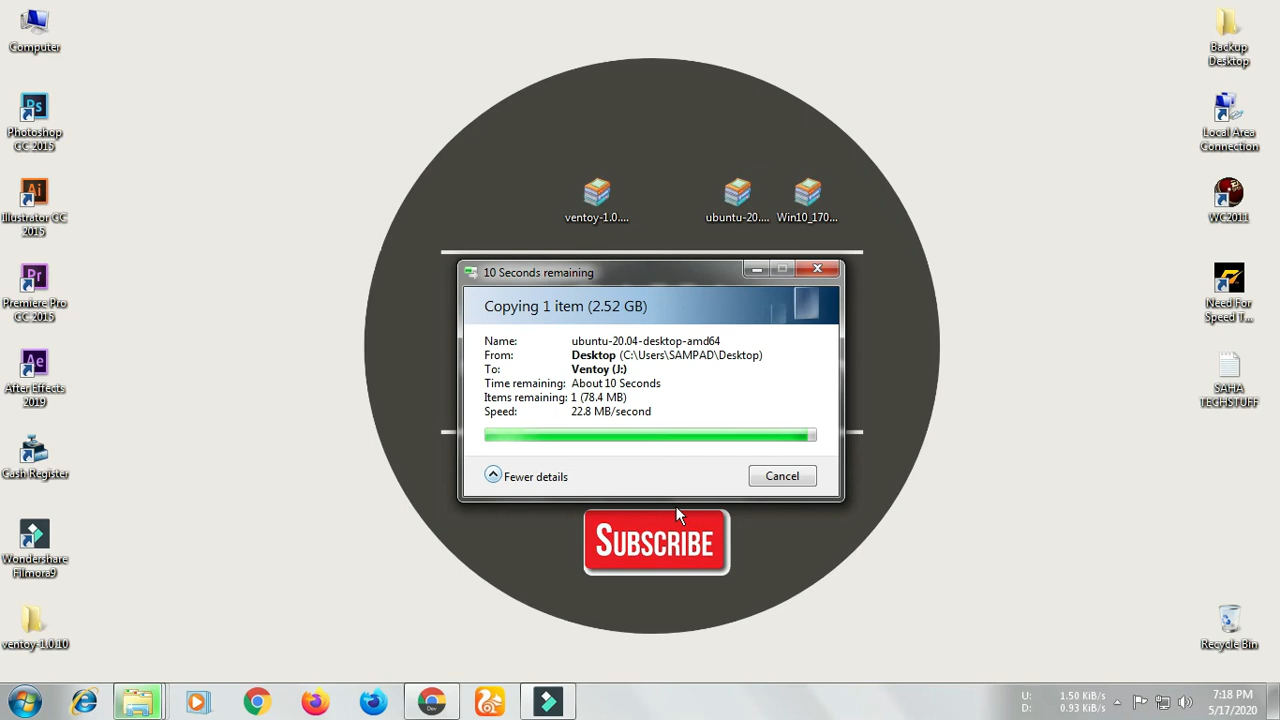 Computer
Photoshop
CC 2015
Illustrator CC
2015
Premiere Pro
CC 2015
After Effects
2019
Cash Register
Wondershare
Filmora9
ventoy-1.0.10
ventoy-1.0....
ubuntu-20....
Win10_170...
10 Seconds remaining
Copying 1 item (2.52 GB)
Name: ubuntu-20.04-desktop-amd64
From: Desktop (C:\Users\SAMPAD\Desktop)
To: Ventoy (J:)
Time remaining: About 10 Seconds
Items remaining: 1 (78.4 MB)
Speed: 22.8 MB/second
Fewer details
Cancel
SUBSCRIBE
Backup
Desktop
Local Area
Connection
WC2011
Need For
Speed T...
SAHA
TECHSTUFF
Recycle Bin
Ps
Ai
Pr
Ae
Dev
U: 1.50 KiB/s
D: 0.93 KiB/s
7:18 PM
5/17/2020